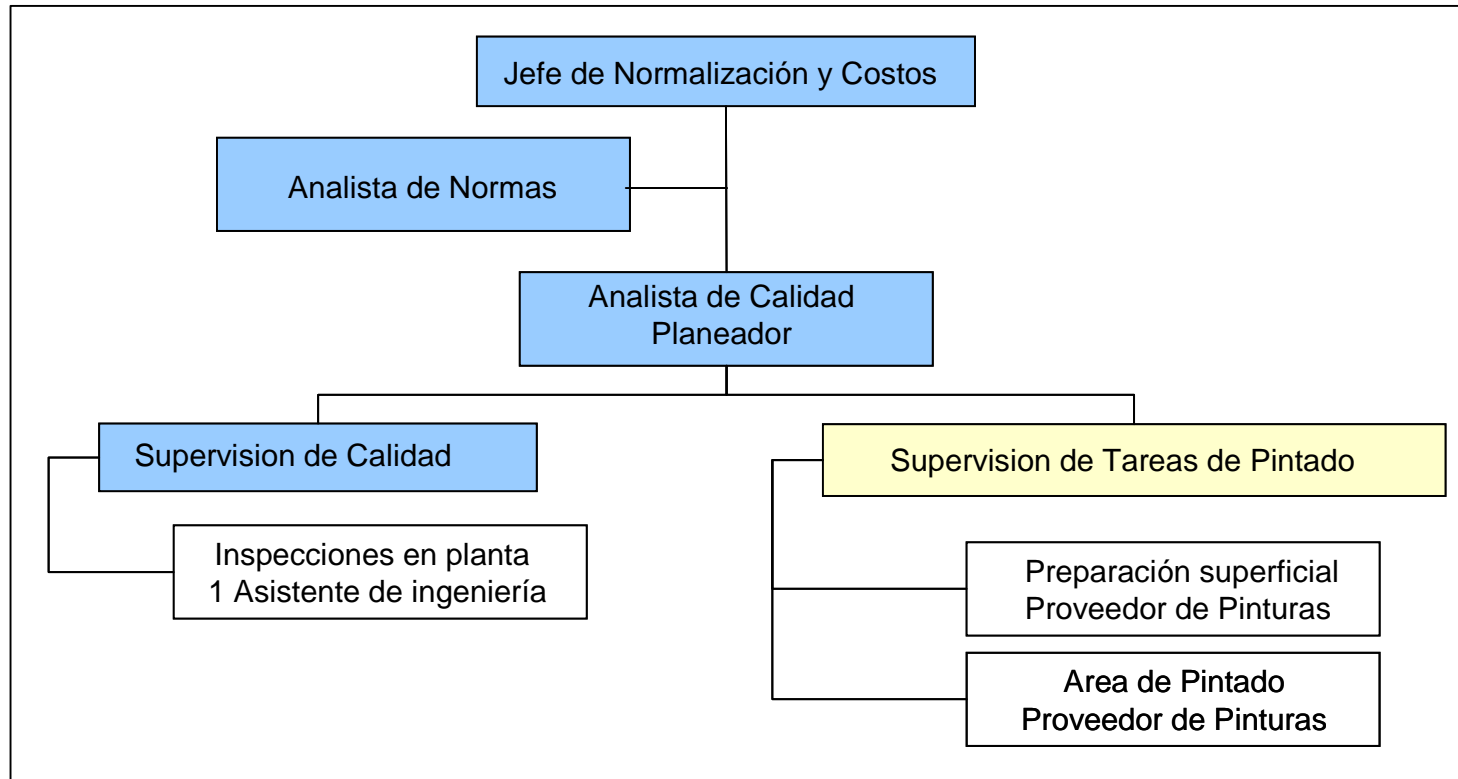 Jefe de Normalización y Costos
Analista de Normas
Analista de Calidad
Planeador
Supervision de Calidad
Supervision de Tareas de Pintado
Inspecciones en planta
1 Asistente de ingeniería
Preparación superficial
Proveedor de Pinturas
Area de Pintado
Proveedor de Pinturas